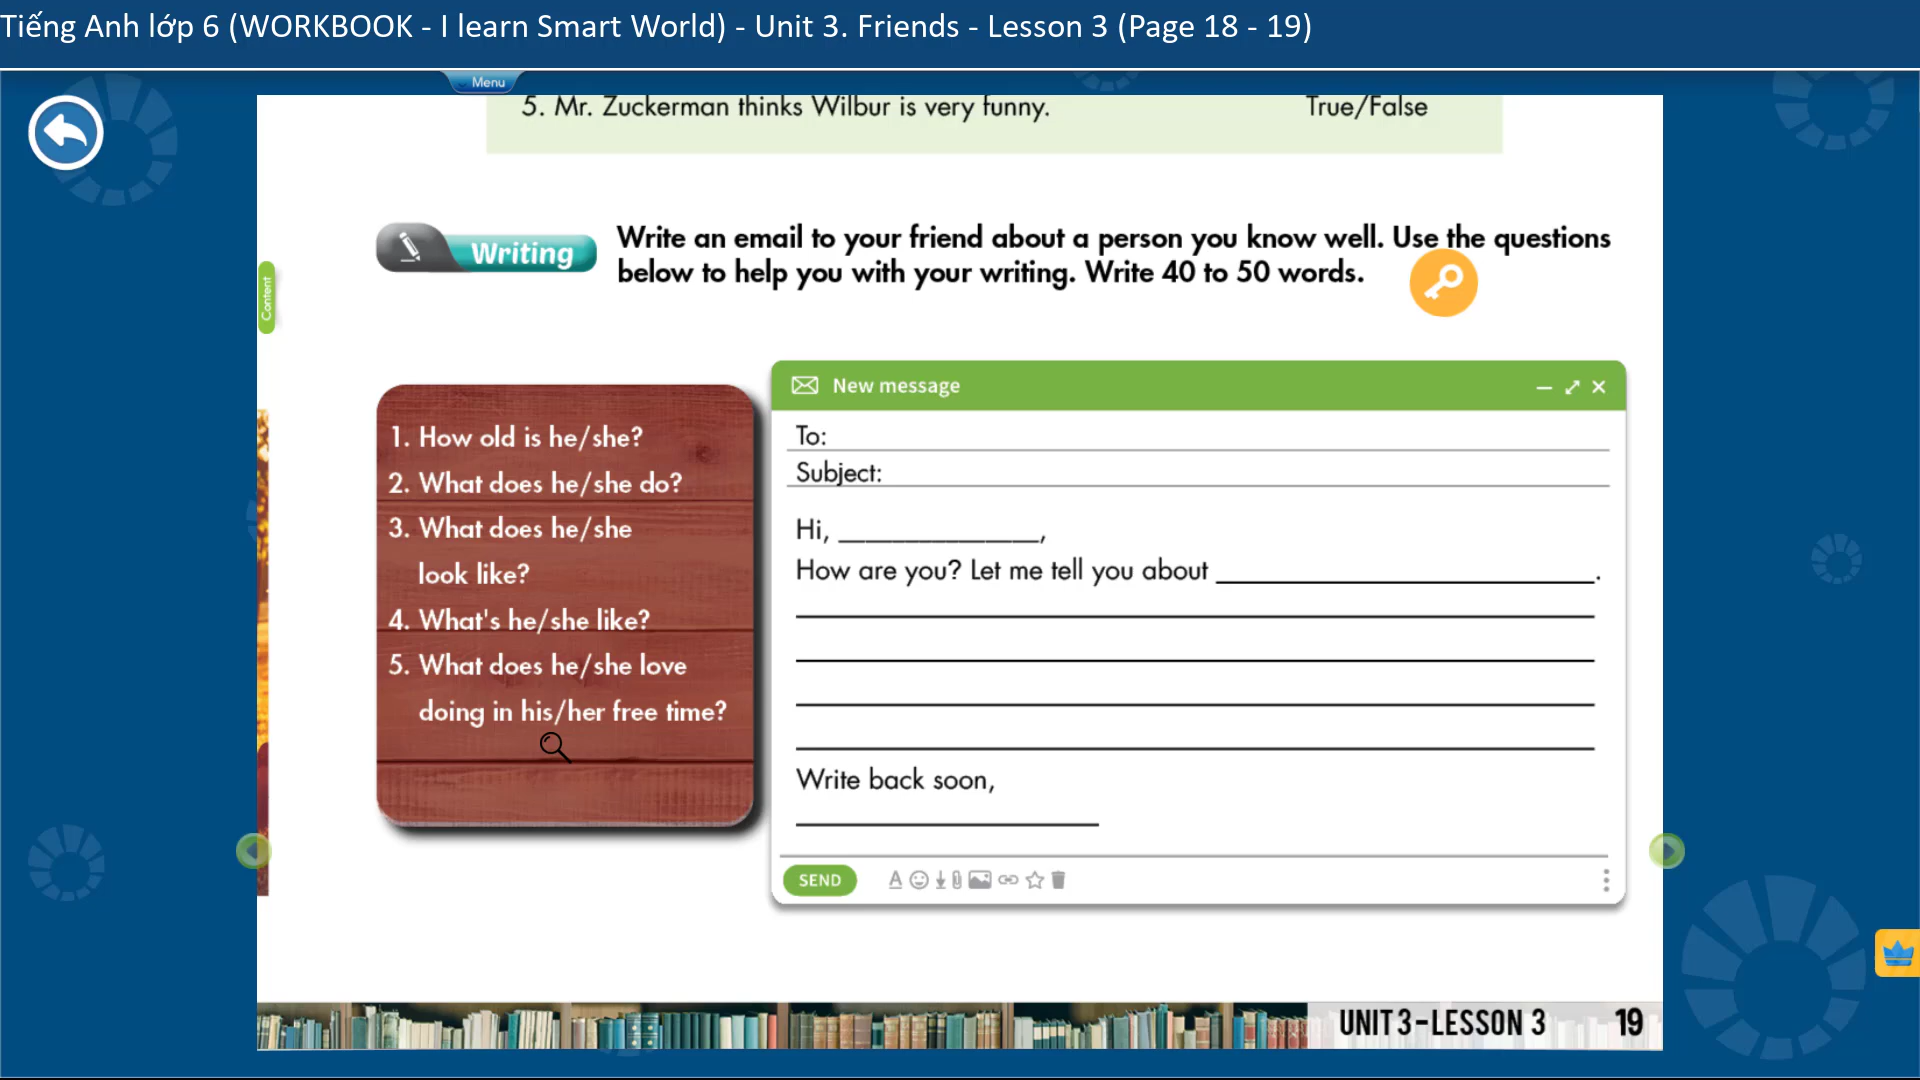 Tiếng Anh lớp 6 (WORKBOOK - I learn Smart World) - Unit 3. Friends - Lesson 3 (Page 18 - 19)
Menu
5. Mr. Zuckerman thinks Wilbur is very funny. True/False
Writing
Write an email to your friend about a person you know well. Use the questions
below to help you with your writing. Write 40 to 50 words.
Content
1. How old is he/she?
2. What does he/she do?
3. What does he/she
look like?
4. What's he/she like?
5. What does he/she love
doing in his/her free time?
New message
To:
Subject:
Hi, _______________,
How are you? Let me tell you about ____________________________.
Write back soon,
SEND
UNIT 3-LESSON 3 19